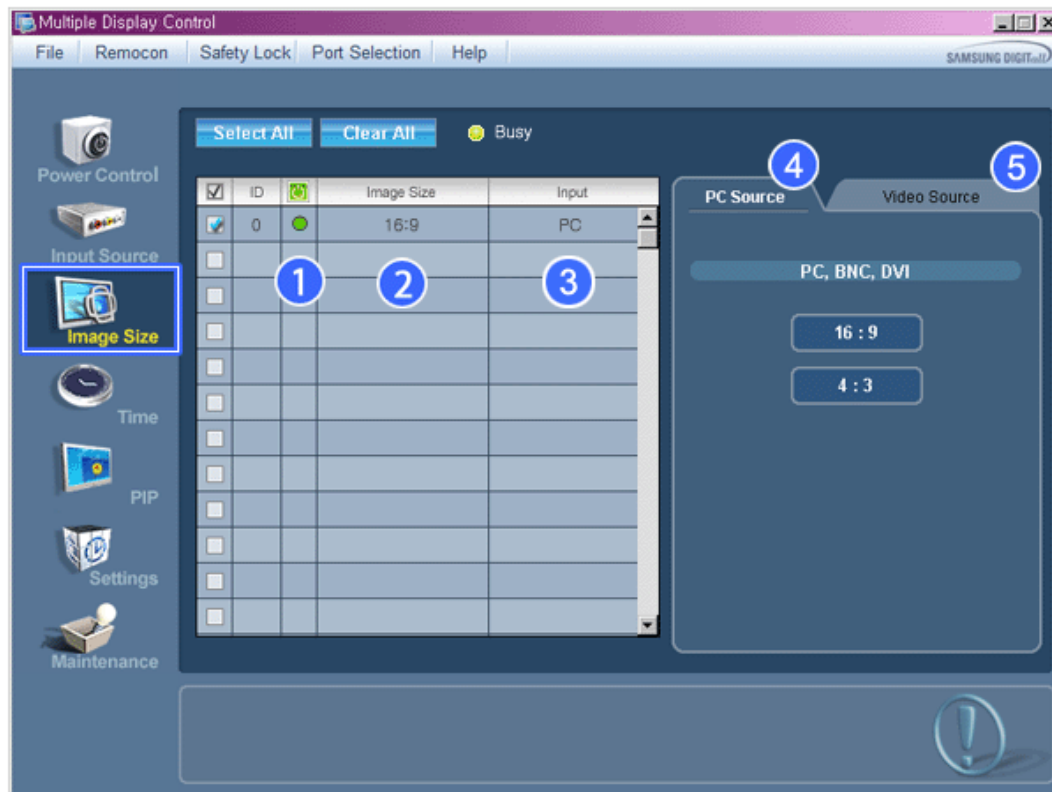 Multiple Display Control
File Remocon Safety Lock Port Selection Help
SAMSUNG DIGITall
Select All Clear All Busy
Power Control
Input Source
Image Size
Time
PIP
Settings
Maintenance
ID Image Size Input
0 16:9 PC
1 2 3
4 5
PC Source Video Source
PC, BNC, DVI
16 : 9
4 : 3